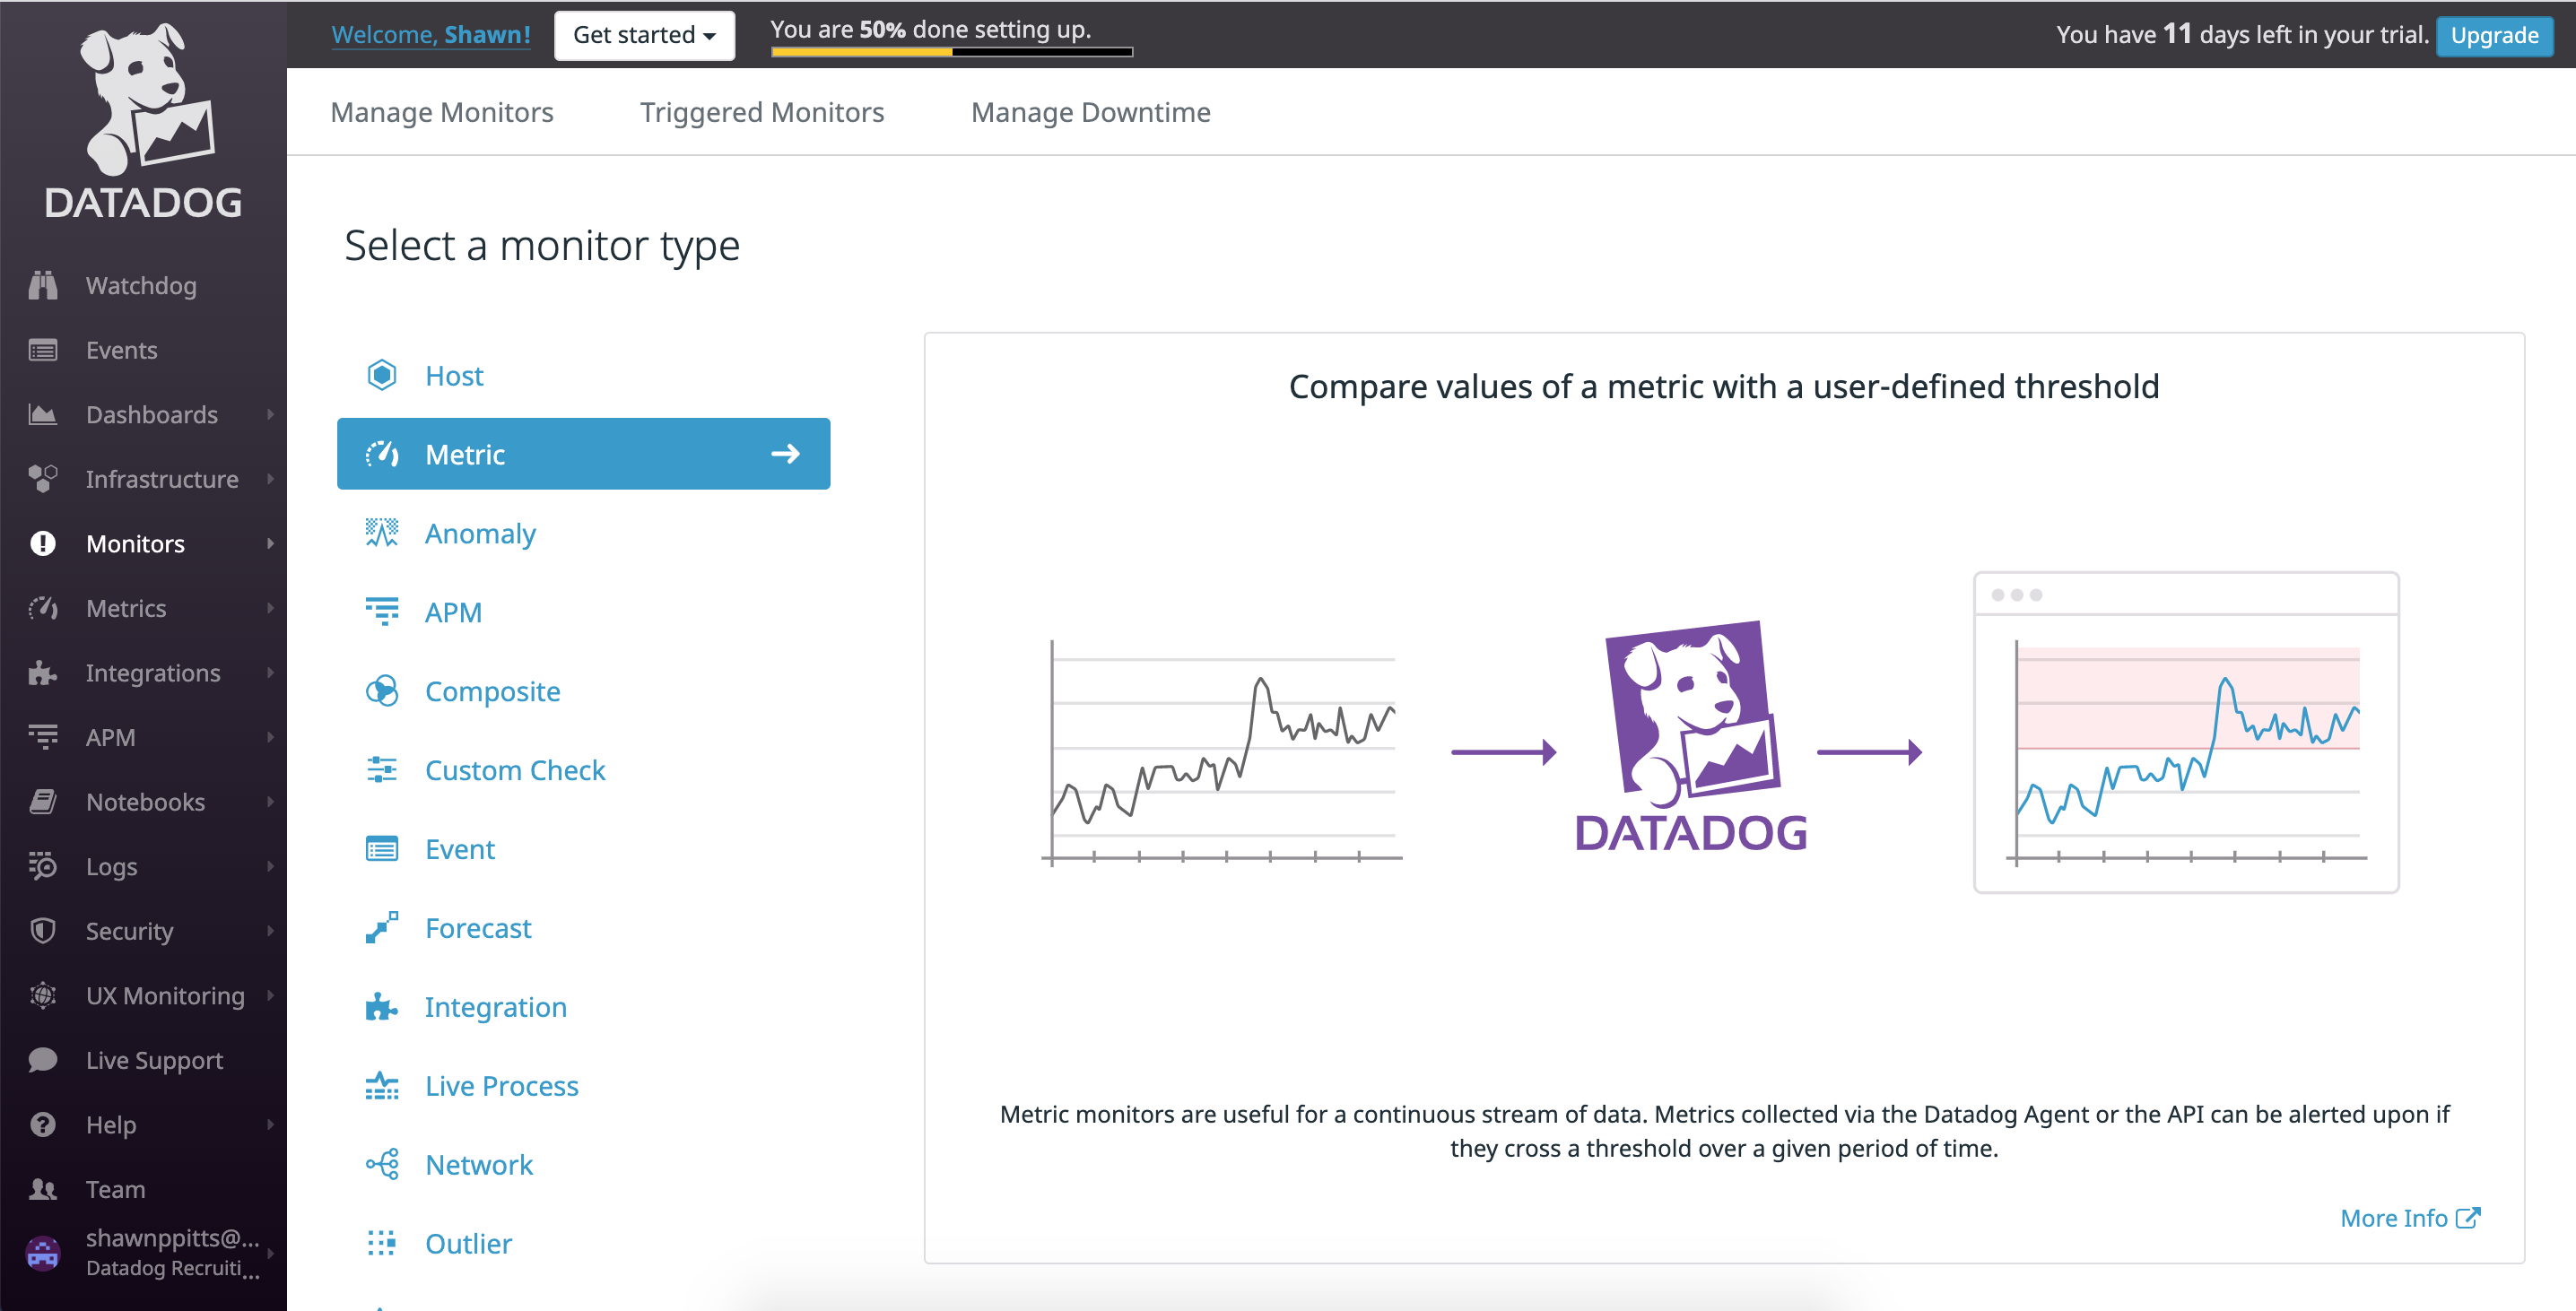 DATADOG
Watchdog
Events
Dashboards
Infrastructure
Monitors
Metrics
Integrations
APM
Notebooks
Logs
Security
UX Monitoring
Live Support
Help
Team
shawnppitts@...
Datadog Recruiti...
Welcome, Shawn!
Get started
You are 50% done setting up.
You have 11 days left in your trial.
Upgrade
Manage Monitors
Triggered Monitors
Manage Downtime
Select a monitor type
Host
Metric
Anomaly
APM
Composite
Custom Check
Event
Forecast
Integration
Live Process
Network
Outlier
Compare values of a metric with a user-defined threshold
DATADOG
Metric monitors are useful for a continuous stream of data. Metrics collected via the Datadog Agent or the API can be alerted upon if
they cross a threshold over a given period of time.
More Info